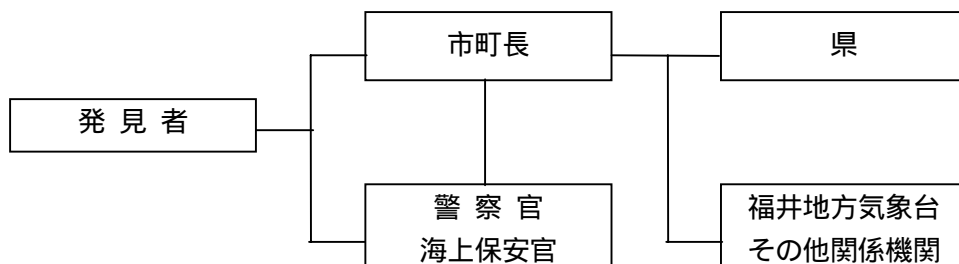 市町長
県
発見者
警察官
海上保安官
福井地方気象台
その他関係機関